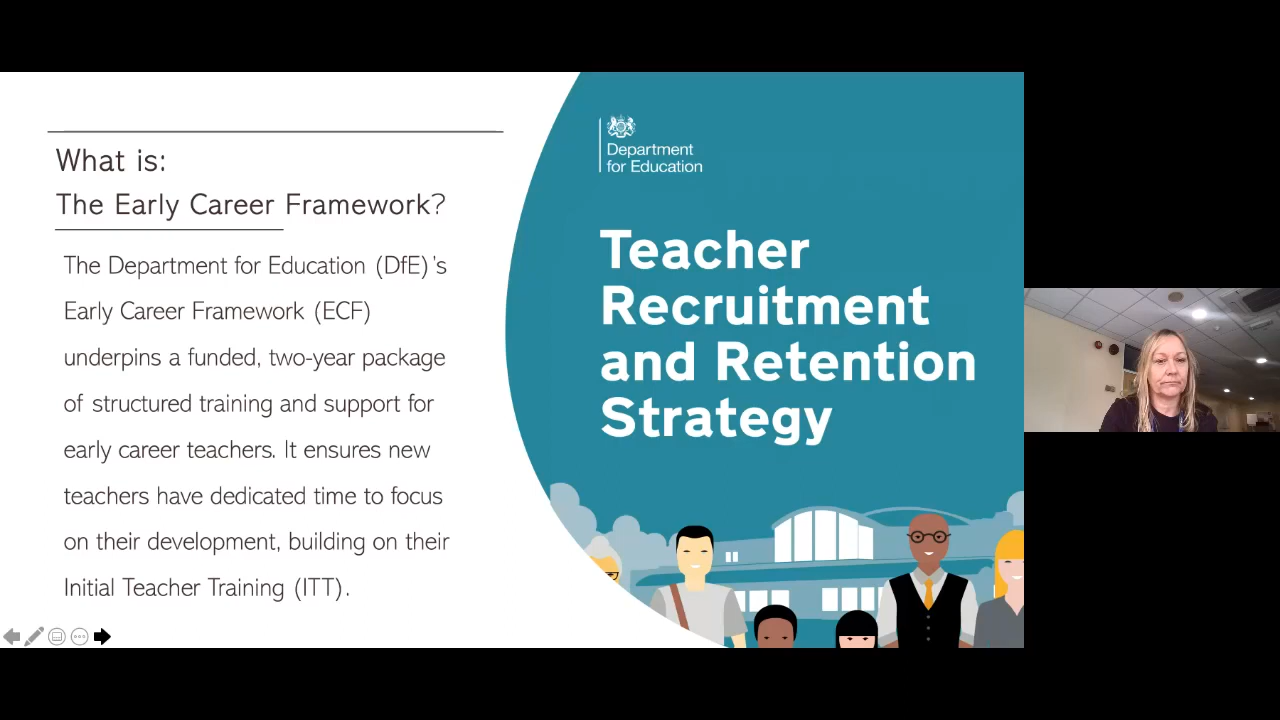 What is:
The Early Career Framework?
The Department for Education (DfE)'s
Early Career Framework (ECF)
underpins a funded, two-year package
of structured training and support for
early career teachers. It ensures new
teachers have dedicated time to focus
on their development, building on their
Initial Teacher Training (ITT).
Department
for Education
Teacher
Recruitment
and Retention
Strategy